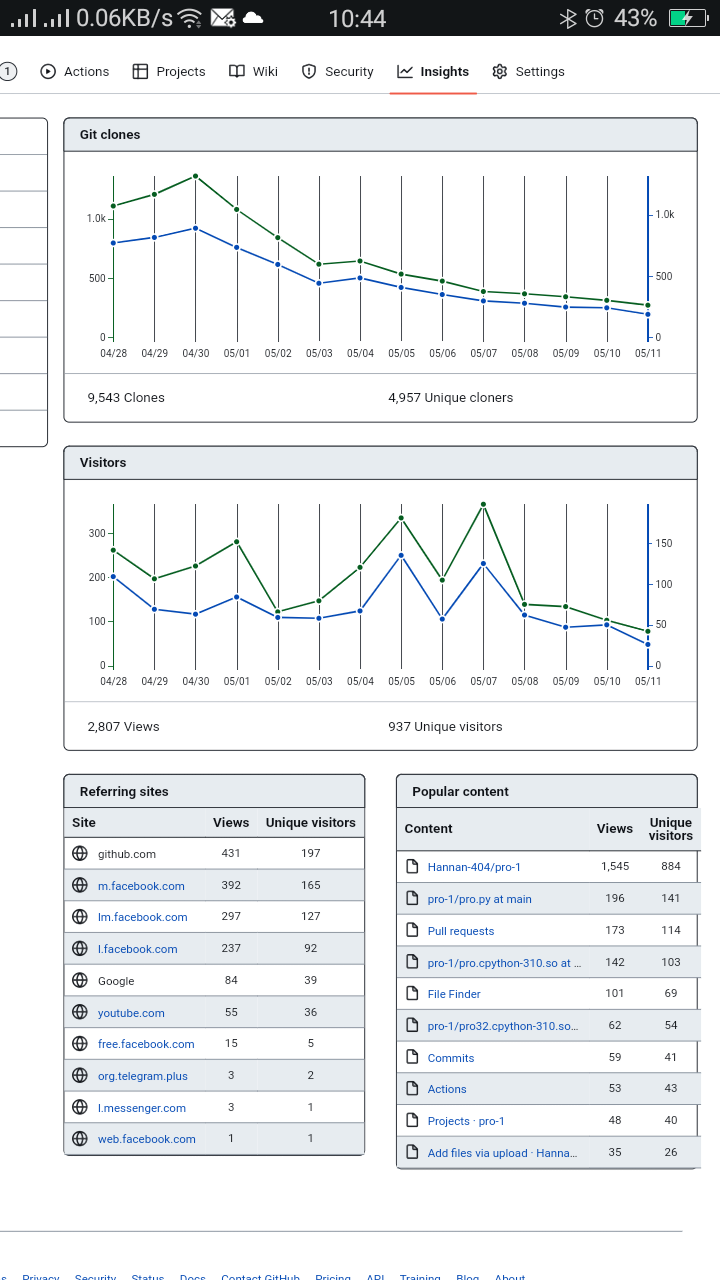 0.06KB/s 10:44 43%
1 Actions Projects Wiki Security Insights Settings
Git clones
1.0k 1.0k
500 500
0 0
04/28 04/29 04/30 05/01 05/02 05/03 05/04 05/05 05/06 05/07 05/08 05/09 05/10 05/11
9,543 Clones 4,957 Unique cloners
Visitors
300
200
100
0
150
100
50
0
04/28 04/29 04/30 05/01 05/02 05/03 05/04 05/05 05/06 05/07 05/08 05/09 05/10 05/11
2,807 Views 937 Unique visitors
Referring sites
Site Views Unique visitors
github.com 431 197
m.facebook.com 392 165
lm.facebook.com 297 127
l.facebook.com 237 92
Google 84 39
youtube.com 55 36
free.facebook.com 15 5
org.telegram.plus 3 2
l.messenger.com 3 1
web.facebook.com 1 1
Popular content
Content Views Unique visitors
Hannan-404/pro-1 1,545 884
pro-1/pro.py at main 196 141
Pull requests 173 114
pro-1/pro.cpython-310.so at ... 142 103
File Finder 101 69
pro-1/pro32.cpython-310.so... 62 54
Commits 59 41
Actions 53 43
Projects · pro-1 48 40
Add files via upload · Hanna... 35 26
s Privacy Security Status Docs Contact GitHub Pricing API Training Blog About